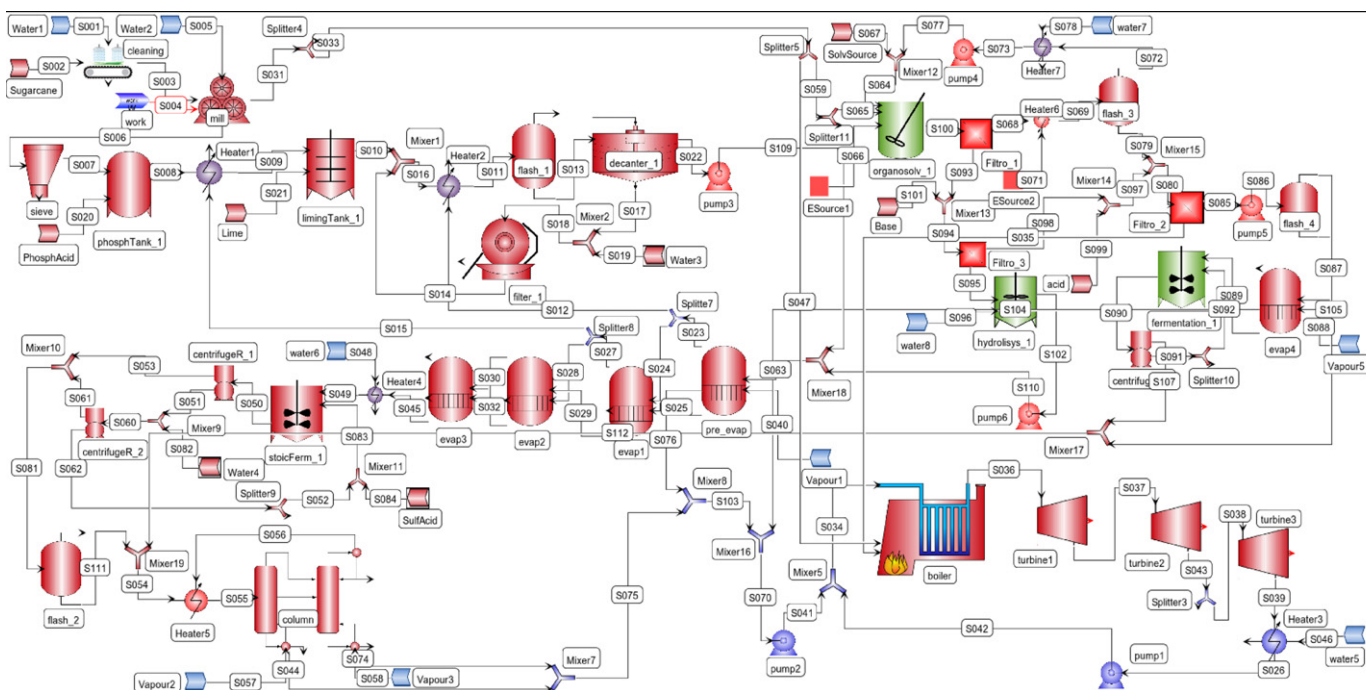 Water1
S001
Water2
S005
Splitter4
S033
cleaning
S002
S003
S031
Sugarcane
S004
work
mill
S006
S007
S008
Heater1
S009
S010
Mixer1
Heater2
S016
S011
flash_1
S013
decanter_1
S022
S109
pump3
sieve
S020
PhosphAcid
phosphTank_1
S021
Lime
limingTank_1
S018
Mixer2
S017
S019
Water3
filter_1
S014
S012
S015
Splitter5
S067
SolvSource
S077
S073
S078
water7
Heater7
S072
Mixer12
pump4
S059
S064
S065
Splitter11
S100
S068
Heater6
S069
flash_3
S066
organosolv_1
Filtro_1
S093
S071
S079
Mixer15
ESource1
S101
Base
Mixer13
ESource2
Mixer14
S097
S080
S086
S094
S098
S035
Filtro_2
S085
pump5
flash_4
Filtro_3
S099
acid
S095
S087
S047
S104
S090
S089
S092
S105
S096
hydrolisys_1
fermentation_1
S088
evap4
water8
S102
S091
Vapour5
centrifug
S107
Splitter10
Splitte7
S023
Splitter8
S027
Mixer10
centrifugeR_1
S053
water6
S048
Heater4
S030
S028
S024
S063
Mixer18
S110
pump6
S061
S051
S050
S049
S045
S032
S029
S025
S040
pre_evap
S060
Mixer9
S083
evap3
evap2
S112
evap1
S076
Mixer17
S081
centrifugeR_2
S062
S082
stoicFerm_1
Water4
Mixer11
Splitter9
S052
S084
SulfAcid
Mixer8
S103
Vapour1
S036
S037
S038
turbine3
S034
Mixer16
turbine1
turbine2
S043
S056
S111
Mixer19
S054
Mixer5
boiler
Splitter3
S039
flash_2
S055
S075
S070
S041
S042
Heater3
Heater5
column
pump2
pump1
S046
S026
water5
S044
S074
Mixer7
Vapour2
S057
S058
Vapour3